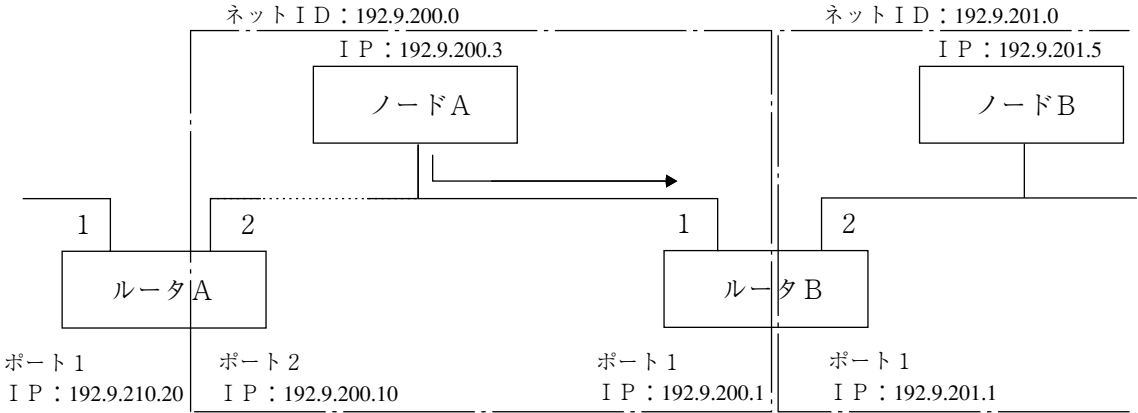 ネットＩＤ：192.9.200.0
ネットＩＤ：192.9.201.0
ＩＰ：192.9.200.3
ＩＰ：192.9.201.5
ノードＡ
ノードＢ
１
２
１
２
ルータＡ
ルータＢ
ポート１
ＩＰ：192.9.210.20
ポート２
ＩＰ：192.9.200.10
ポート１
ＩＰ：192.9.200.1
ポート１
ＩＰ：192.9.201.1